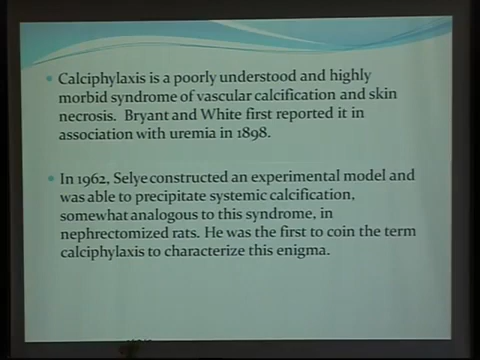 Calciphylaxis is a poorly understood and highly
morbid syndrome of vascular calcification and skin
necrosis. Bryant and White first reported it in
association with uremia in 1898.
In 1962, Selye constructed an experimental model and
was able to precipitate systemic calcification,
somewhat analogous to this syndrome, in
nephrectomized rats. He was the first to coin the term
calciphylaxis to characterize this enigma.